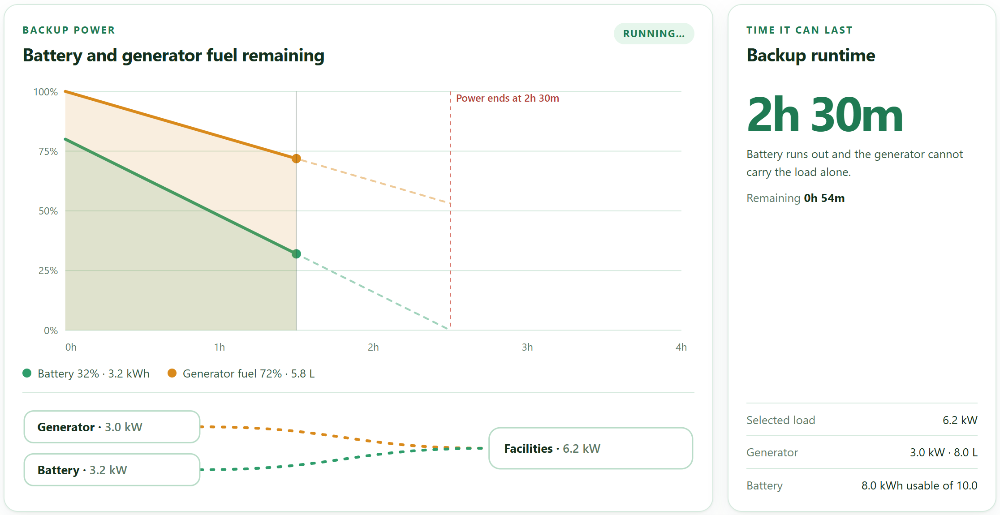 BACKUP POWER
RUNNING...
Battery and generator fuel remaining
100%
75%
50%
25%
0%
Power ends at 2h 30m
0h
1h
2h
3h
4h
Battery 32% · 3.2 kWh
Generator fuel 72% · 5.8 L
Generator · 3.0 kW
Battery · 3.2 kW
Facilities · 6.2 kW
TIME IT CAN LAST
Backup runtime
2h 30m
Battery runs out and the generator cannot
carry the load alone.
Remaining 0h 54m
Selected load 6.2 kW
Generator 3.0 kW · 8.0 L
Battery 8.0 kWh usable of 10.0